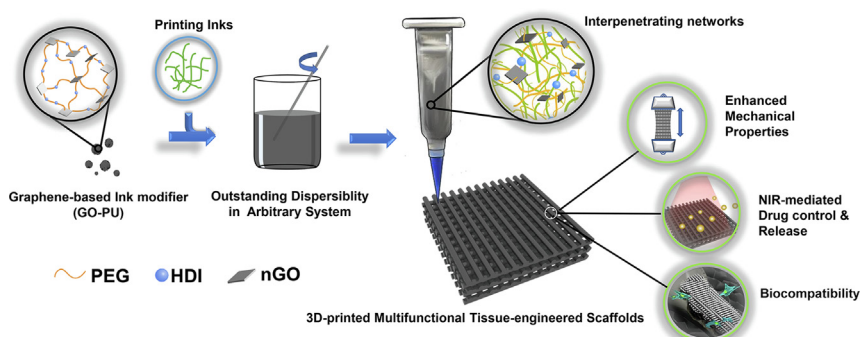 Printing Inks
Interpenetrating networks
Enhanced
Mechanical
Properties
Graphene-based Ink modifier
(GO-PU)
Outstanding Dispersiblity
in Arbitrary System
NIR-mediated
Drug control &
Release
PEG
HDI
nGO
Biocompatibility
3D-printed Multifunctional Tissue-engineered Scaffolds